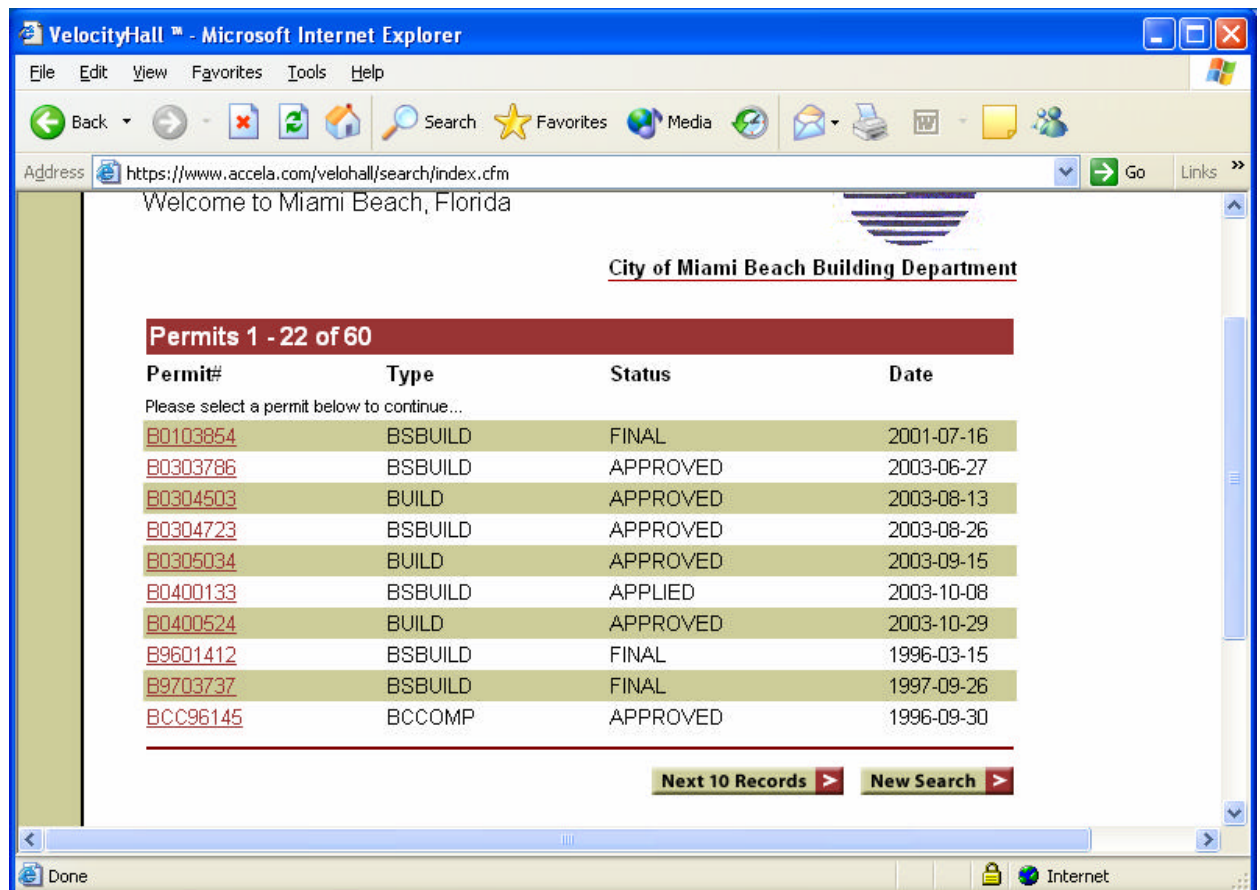 VelocityHall ™ - Microsoft Internet Explorer
File Edit View Favorites Tools Help
Back Search Favorites Media W
Address https://www.accela.com/velohall/search/index.cfm Go Links »
Welcome to Miami Beach, Florida
City of Miami Beach Building Department
Permits 1 - 22 of 60
Permit# Type Status Date
Please select a permit below to continue...
B0103854 BSBUILD FINAL 2001-07-16
B0303786 BSBUILD APPROVED 2003-06-27
B0304503 BUILD APPROVED 2003-08-13
B0304723 BSBUILD APPROVED 2003-08-26
B0305034 BUILD APPROVED 2003-09-15
B0400133 BSBUILD APPLIED 2003-10-08
B0400524 BUILD APPROVED 2003-10-29
B9601412 BSBUILD FINAL 1996-03-15
B9703737 BSBUILD FINAL 1997-09-26
BCC96145 BCCOMP APPROVED 1996-09-30
Next 10 Records > New Search >
Done Internet